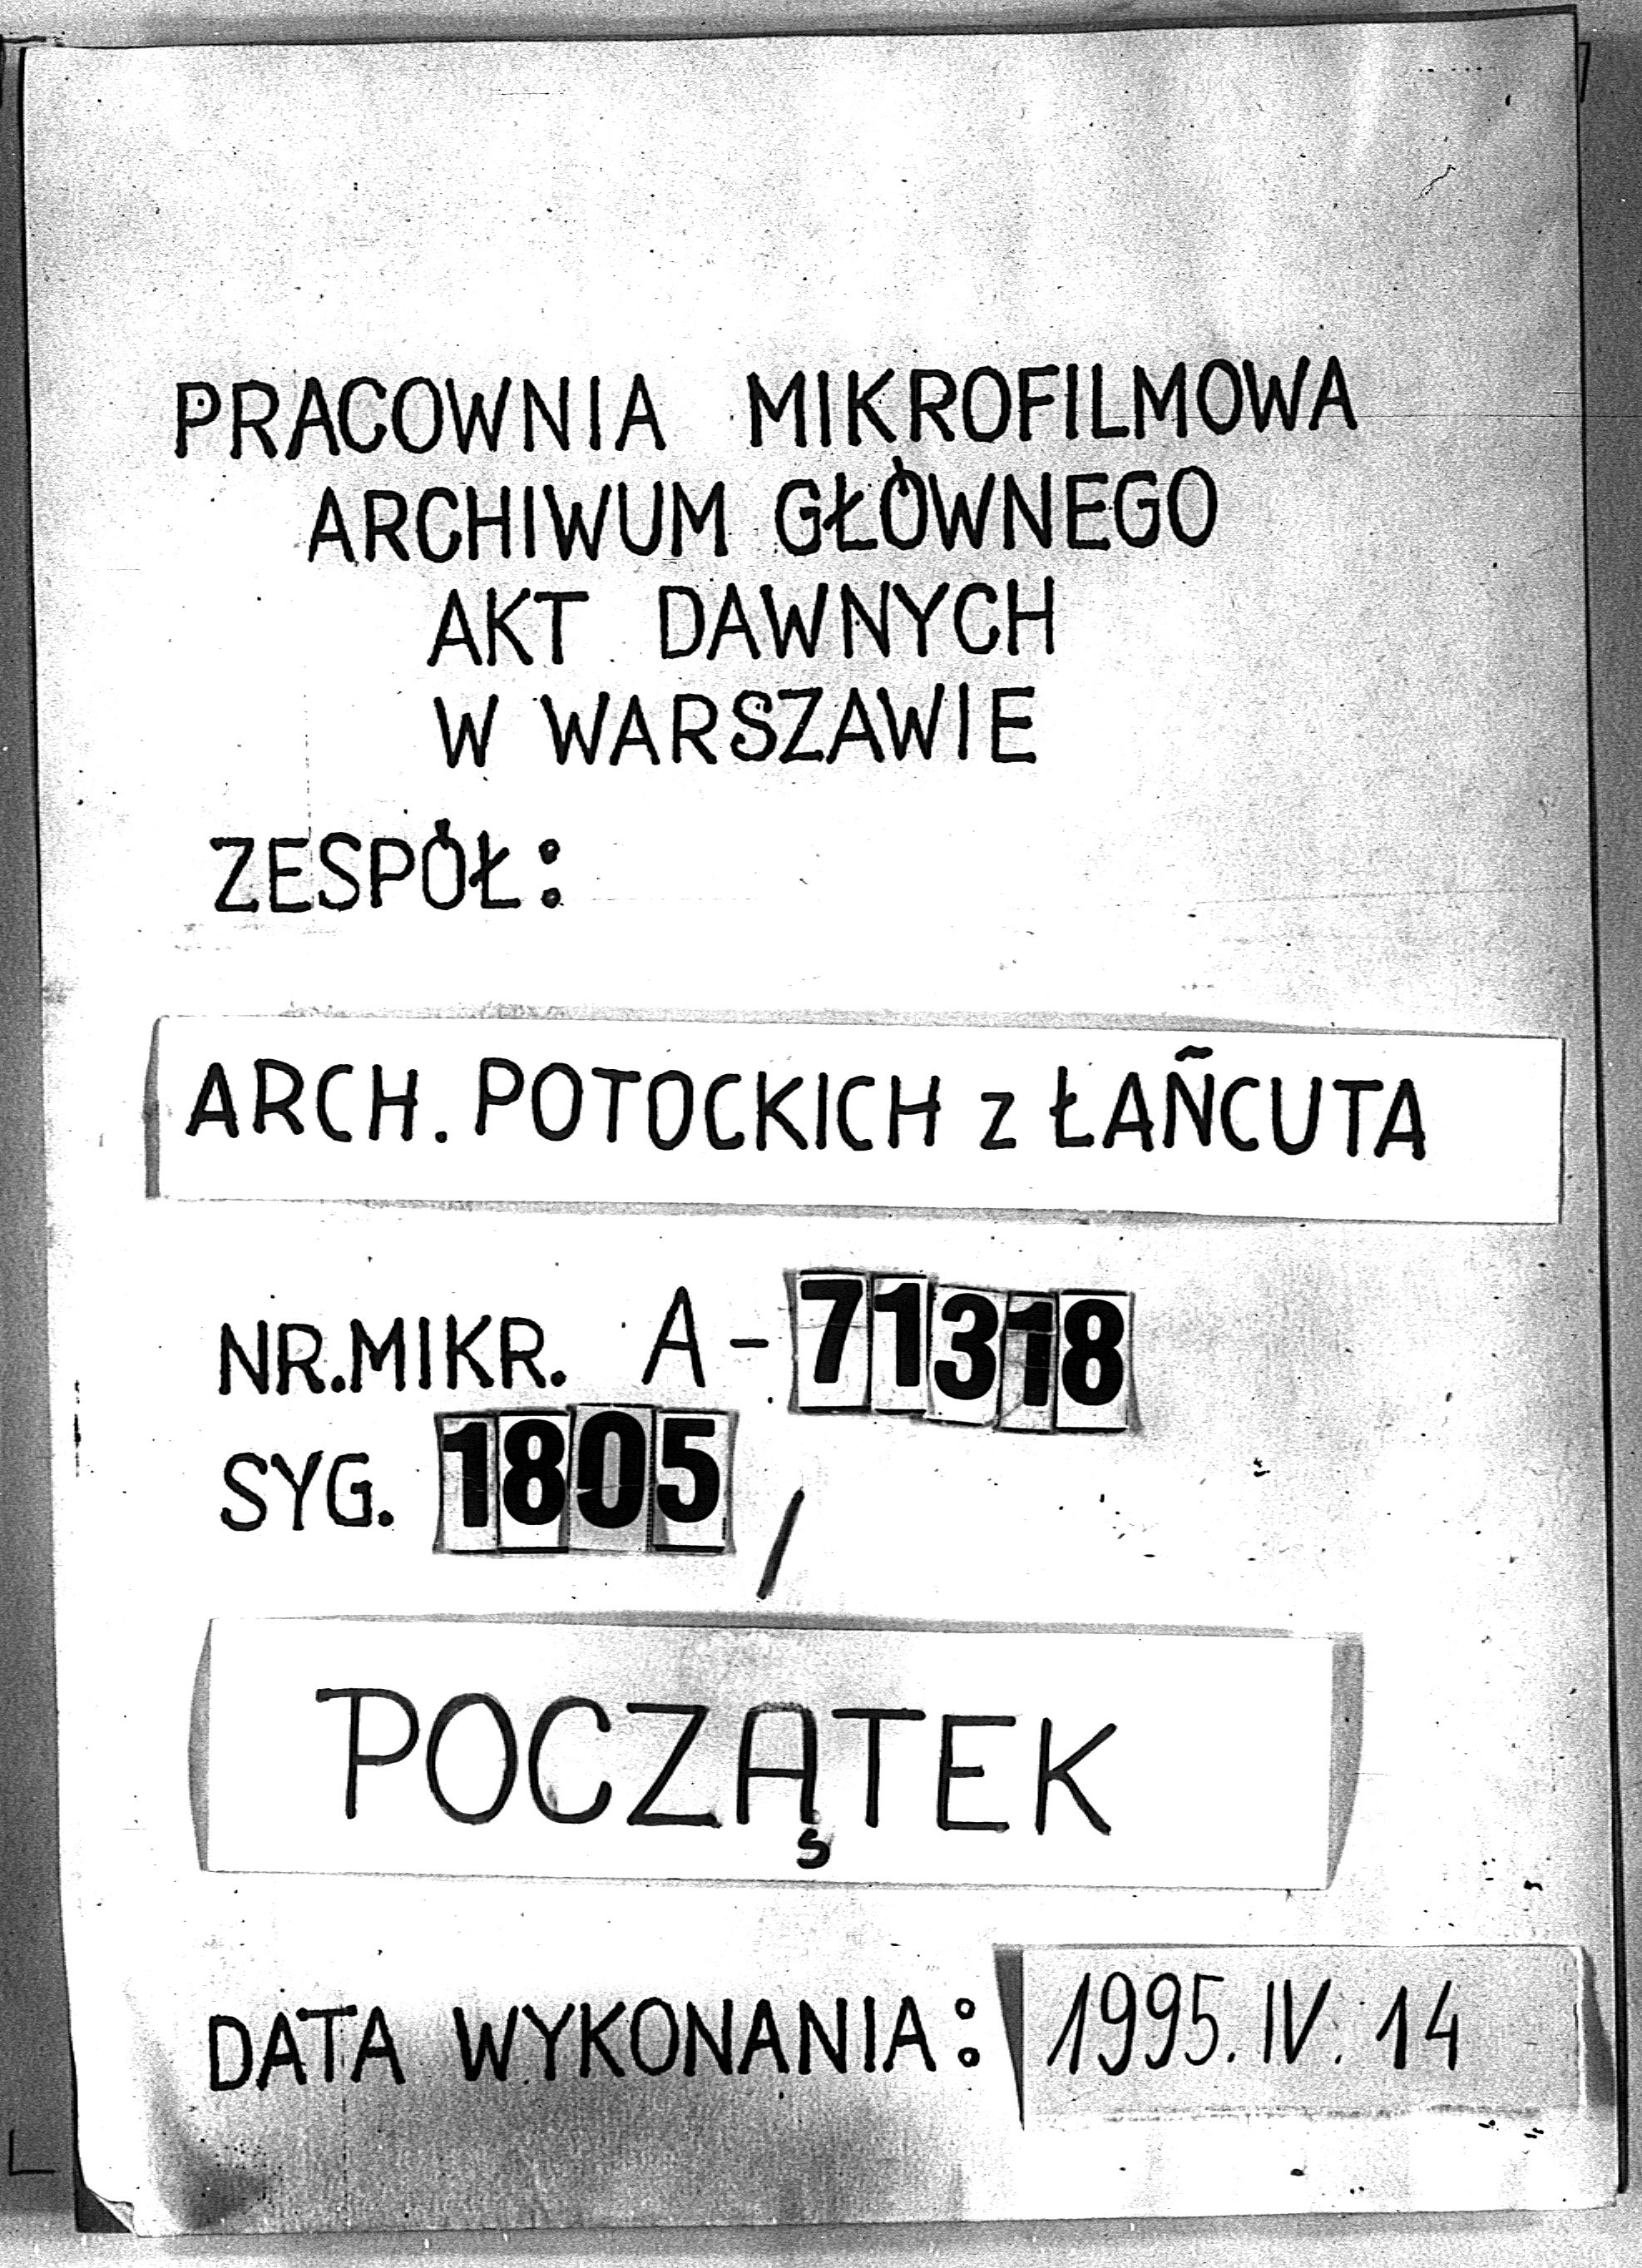 PRACOWNIA MIKROFILMOWA
ARCHIWUM GŁÓWNEGO
AKT DAWNYCH
W WARSZAWIE
ZESPÓŁ:
ARCH. POTOCKICH z ŁAŃCUTA
NR.MIKR. A-71318
SYG. 1805/
POCZĄTEK
DATA WYKONANIA: 1995.IV.14